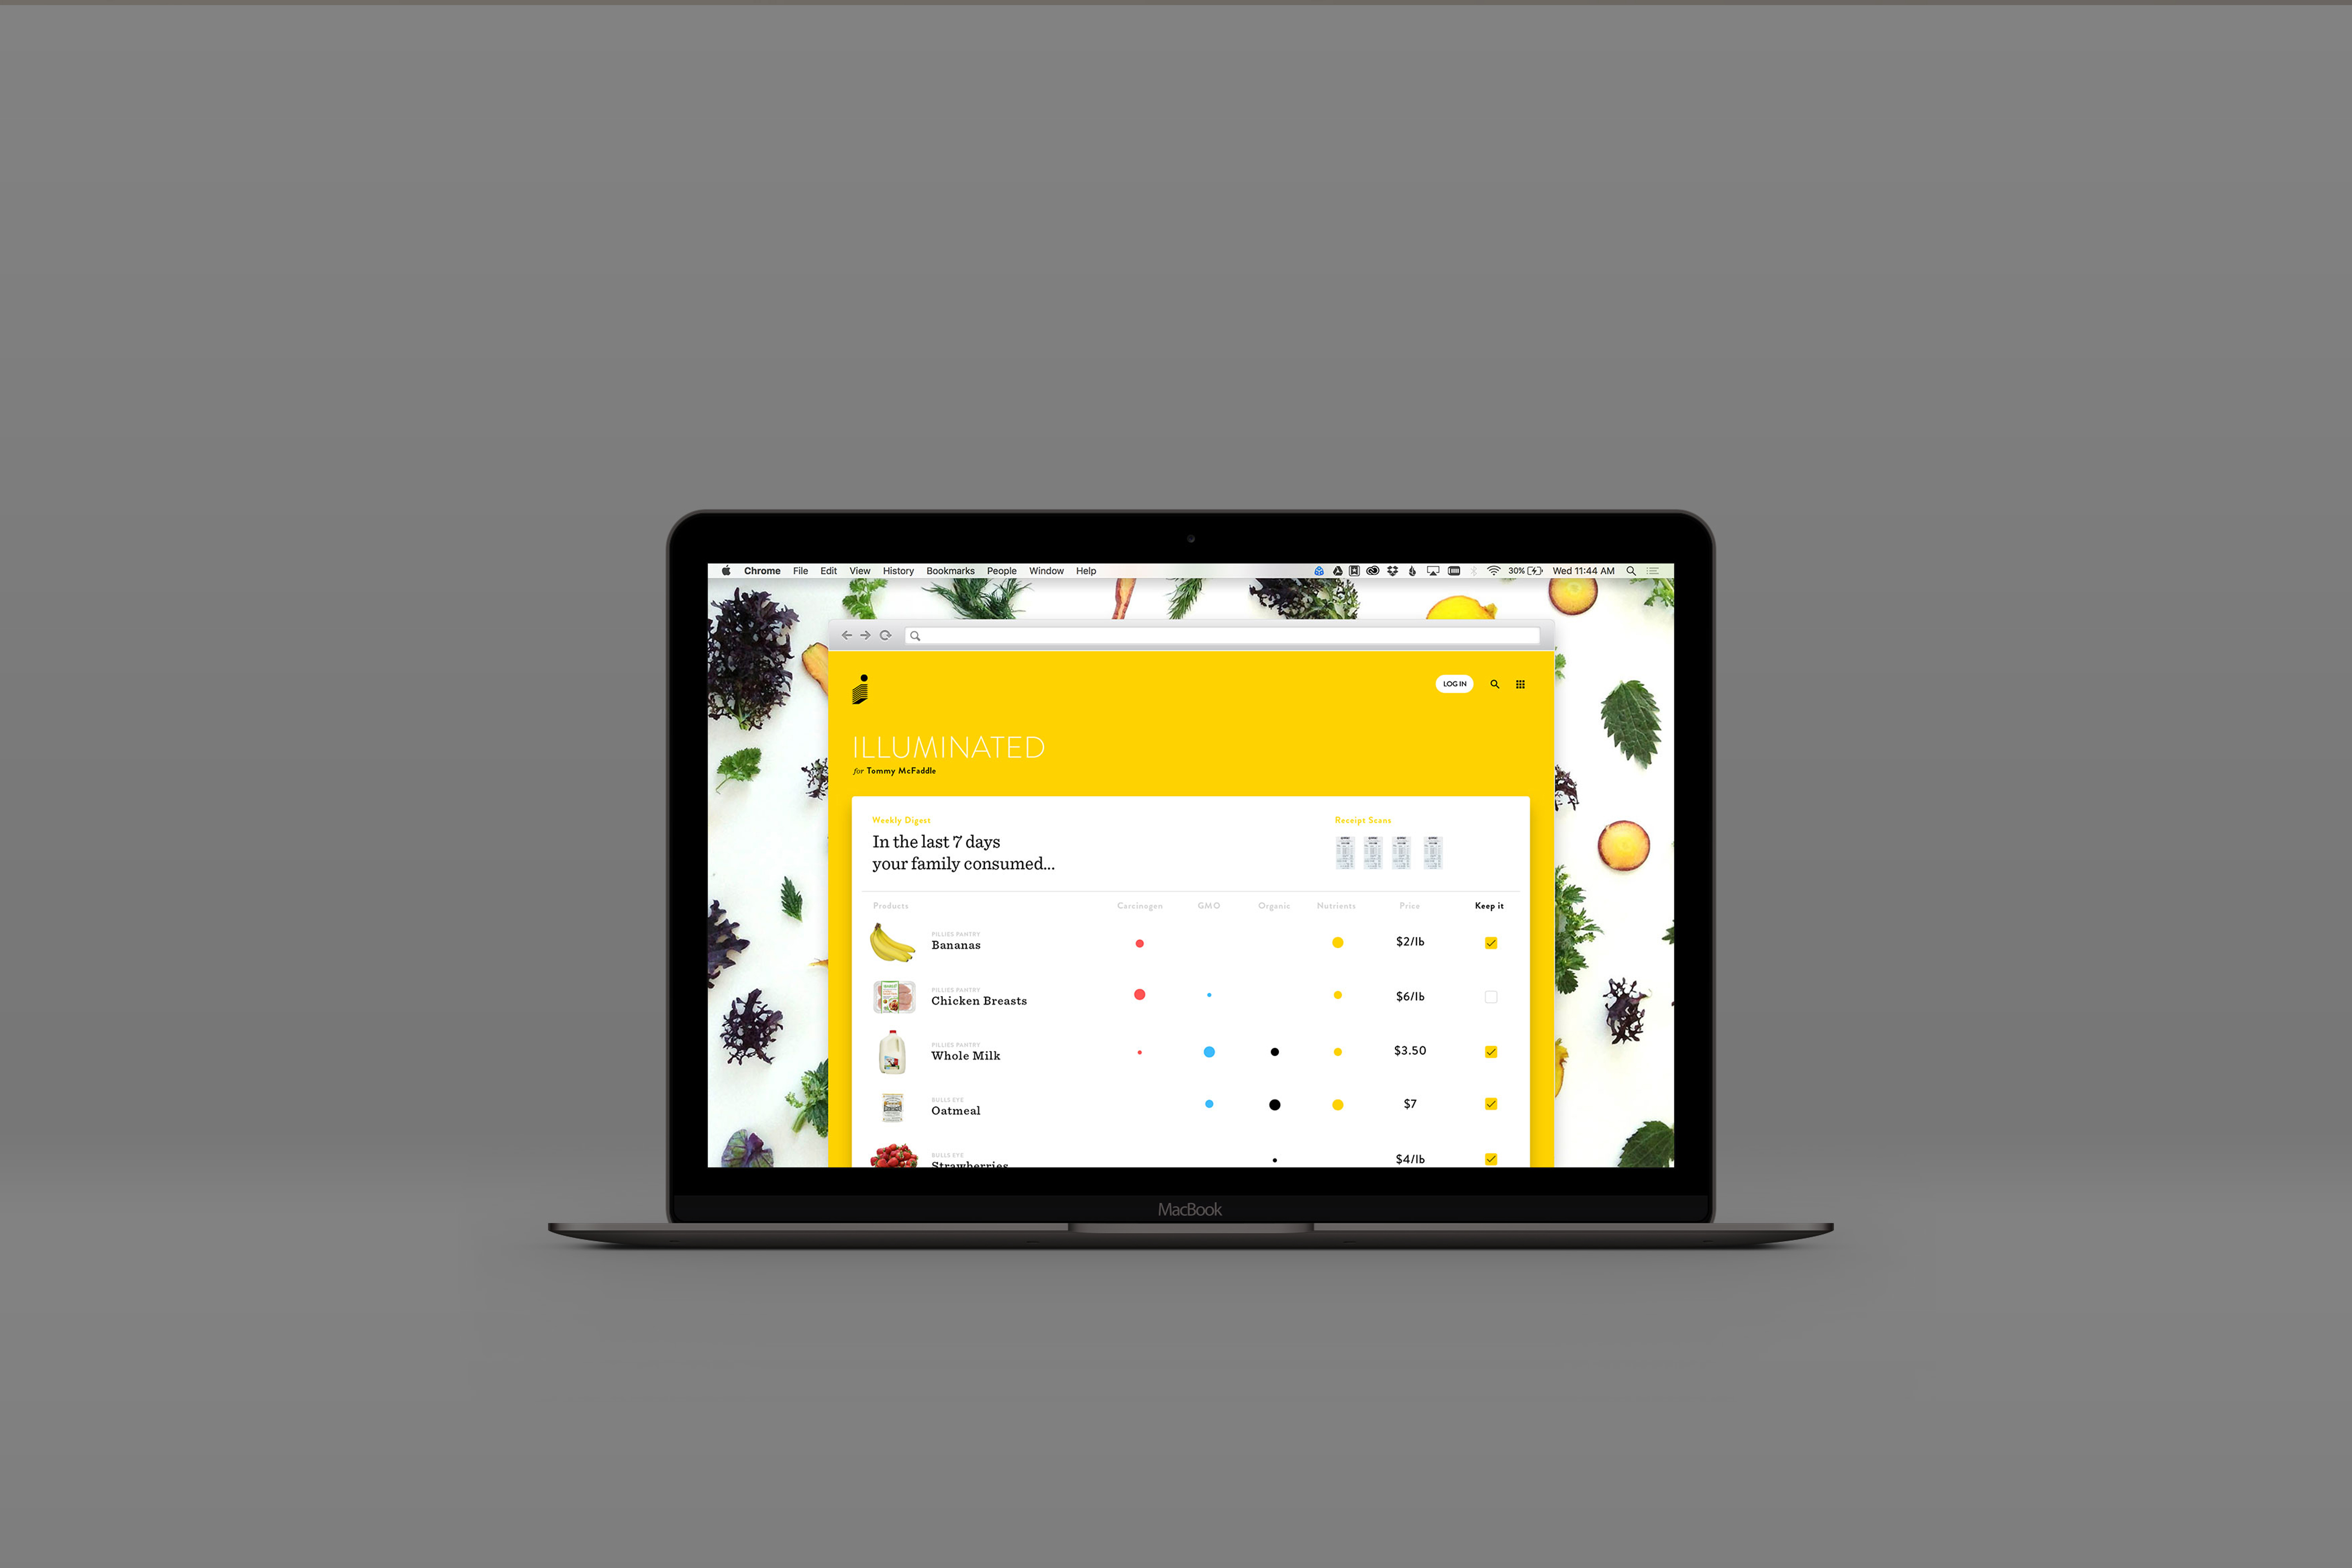 Chrome File Edit View History Bookmarks People Window Help 30% Wed 11:44 AM
LOG IN
ILLUMINATED
for Tommy McFaddle
Weekly Digest
Receipt Scans
In the last 7 days
your family consumed...
Products Carcinogen GMO Organic Nutrients Price Keep it
PILLIES PANTRY
Bananas $2/lb
PILLIES PANTRY
Chicken Breasts $6/lb
PILLIES PANTRY
Whole Milk $3.50
BULLS EYE
Oatmeal $7
BULLS EYE
Strawberries $4/lb
MacBook